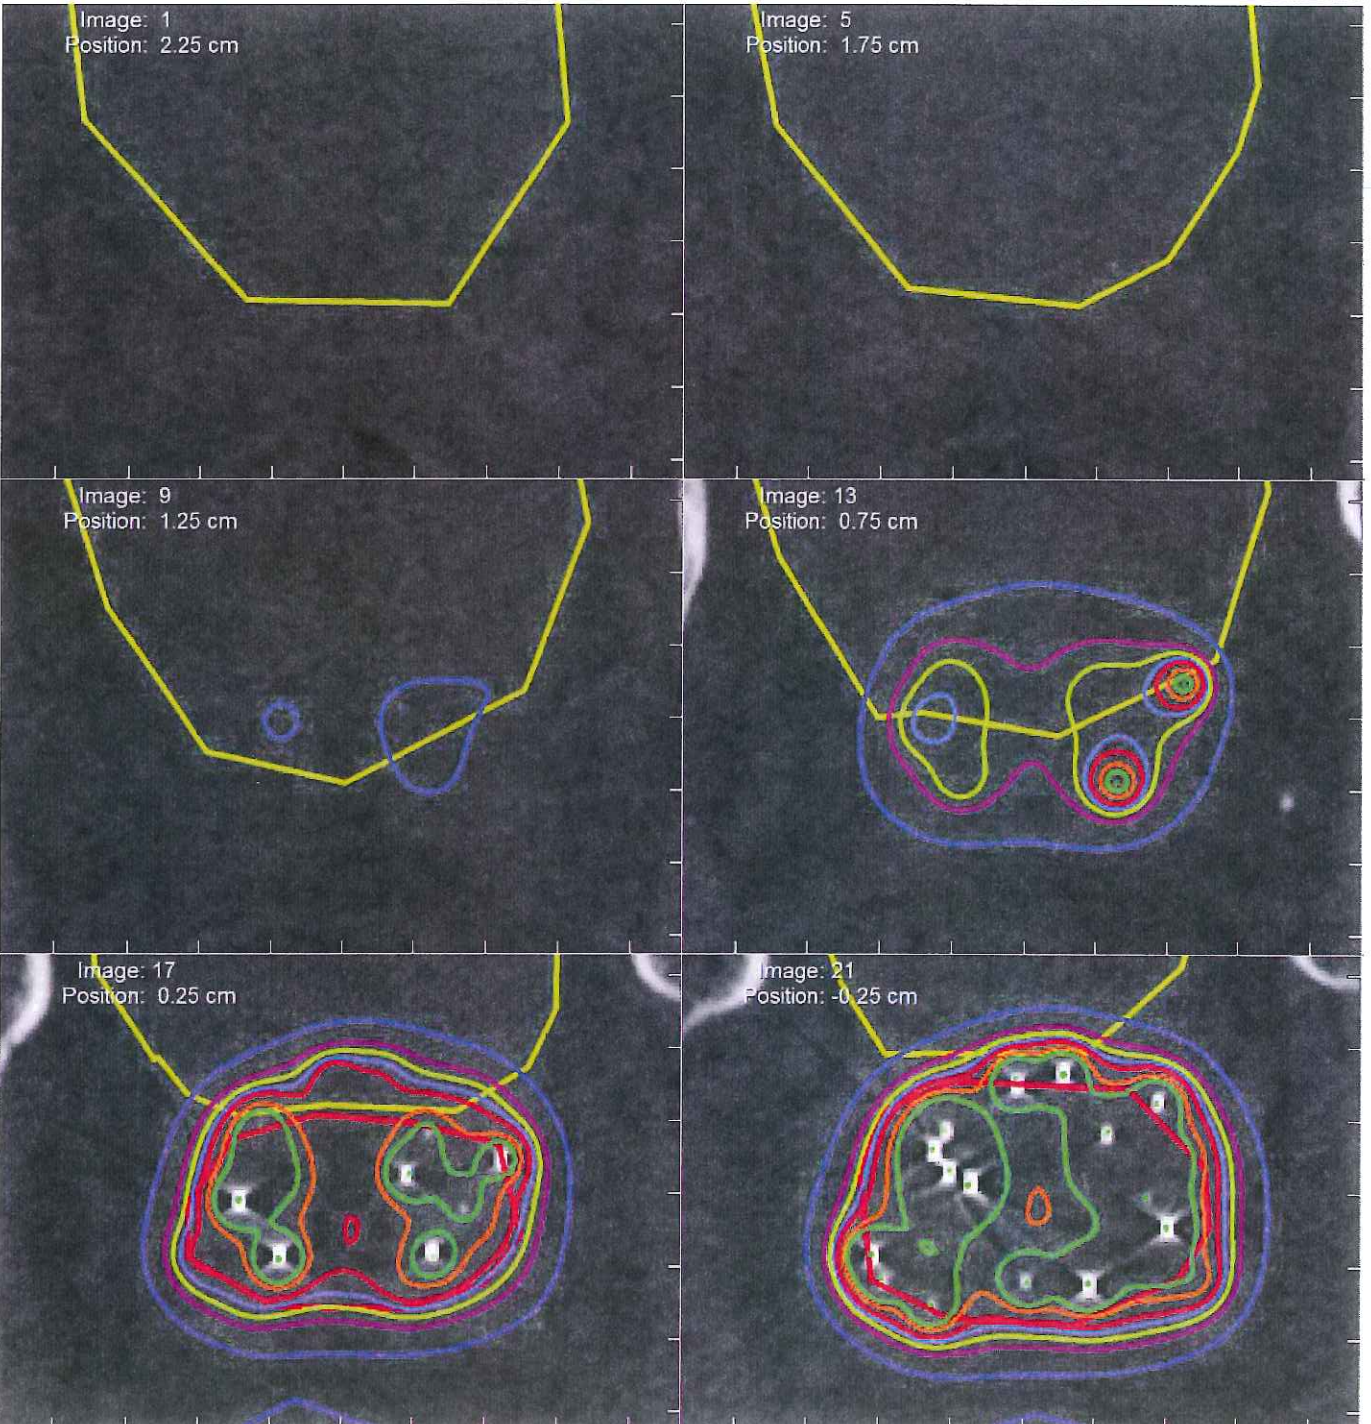 Image: 1
Position: 2.25 cm
Image: 5
Position: 1.75 cm
Image: 9
Position: 1.25 cm
Image: 13
Position: 0.75 cm
Image: 17
Position: 0.25 cm
Image: 21
Position: -0.25 cm